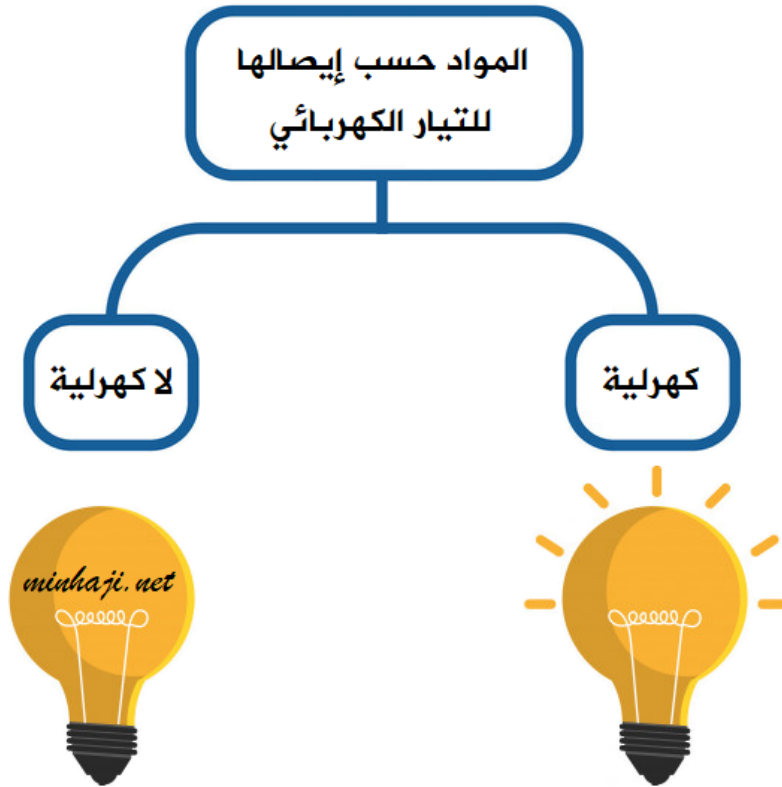 المواد حسب إيصالها
للتيار الكهربائي
كهرلية
لا كهرلية
minhaji.net